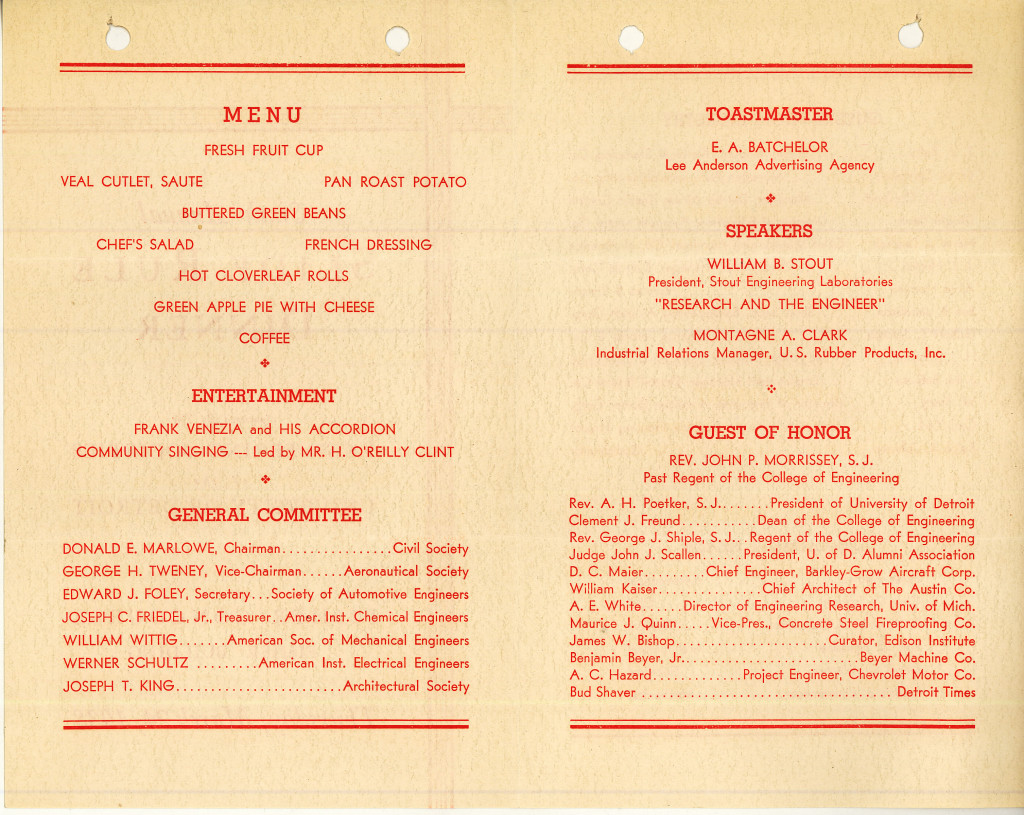 MENU
FRESH FRUIT CUP
VEAL CUTLET, SAUTE PAN ROAST POTATO
BUTTERED GREEN BEANS
CHEF'S SALAD FRENCH DRESSING
HOT CLOVERLEAF ROLLS
GREEN APPLE PIE WITH CHEESE
COFFEE
ENTERTAINMENT
FRANK VENEZIA and HIS ACCORDION
COMMUNITY SINGING --- Led by MR. H. O'REILLY CLINT
GENERAL COMMITTEE
DONALD E. MARLOWE, Chairman...............Civil Society
GEORGE H. TWENEY, Vice-Chairman......Aeronautical Society
EDWARD J. FOLEY, Secretary...Society of Automotive Engineers
JOSEPH C. FRIEDEL, Jr., Treasurer..Amer. Inst. Chemical Engineers
WILLIAM WITTIG.......American Soc. of Mechanical Engineers
WERNER SCHULTZ .........American Inst. Electrical Engineers
JOSEPH T. KING.......................Architectural Society
TOASTMASTER
E. A. BATCHELOR
Lee Anderson Advertising Agency
SPEAKERS
WILLIAM B. STOUT
President, Stout Engineering Laboratories
"RESEARCH AND THE ENGINEER"
MONTAGNE A. CLARK
Industrial Relations Manager, U. S. Rubber Products, Inc.
GUEST OF HONOR
REV. JOHN P. MORRISSEY, S. J.
Past Regent of the College of Engineering
Rev. A. H. Poetker, S. J.......President of University of Detroit
Clement J. Freund...........Dean of the College of Engineering
Rev. George J. Shiple, S. J...Regent of the College of Engineering
Judge John J. Scallen......President, U. of D. Alumni Association
D. C. Maier.........Chief Engineer, Barkley-Grow Aircraft Corp.
William Kaiser...............Chief Architect of The Austin Co.
A. E. White......Director of Engineering Research, Univ. of Mich.
Maurice J. Quinn.....Vice-Pres., Concrete Steel Fireproofing Co.
James W. Bishop......................Curator, Edison Institute
Benjamin Beyer, Jr..........................Beyer Machine Co.
A. C. Hazard.............Project Engineer, Chevrolet Motor Co.
Bud Shaver .................................... Detroit Times